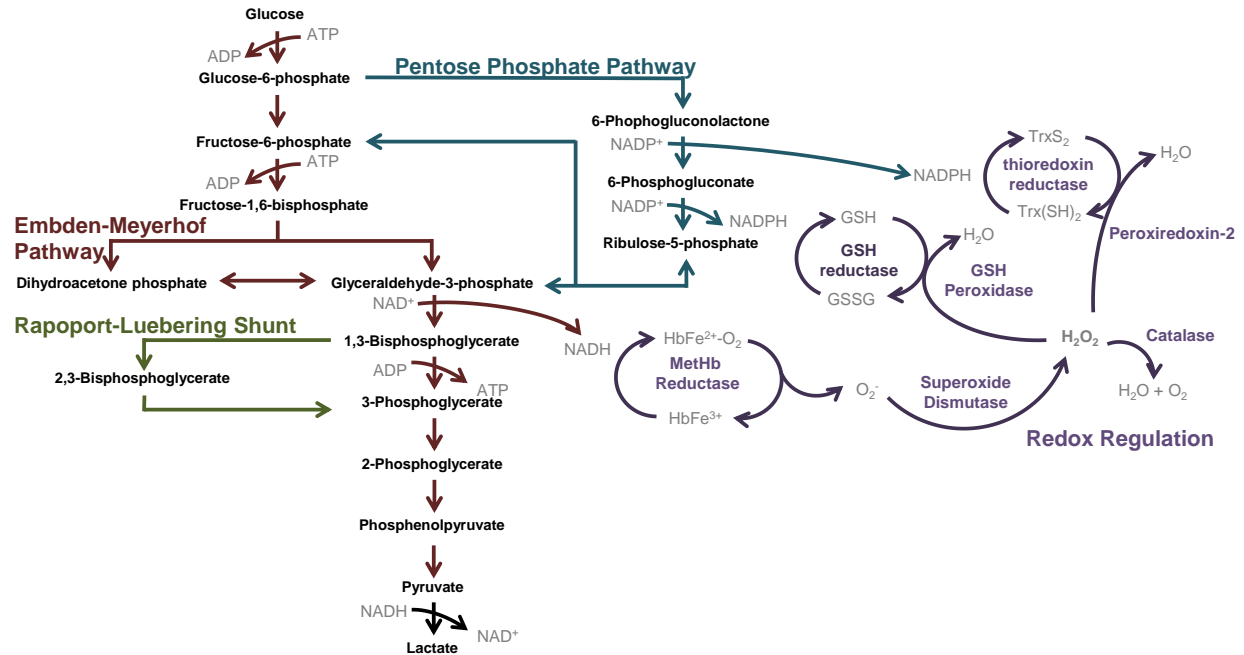 Glucose
ATP
ADP
Glucose-6-phosphate
Pentose Phosphate Pathway
6-Phophogluconolactone
Fructose-6-phosphate
NADP⁺
NADPH
ATP
ADP
6-Phosphogluconate
Fructose-1,6-bisphosphate
NADP⁺
NADPH
Ribulose-5-phosphate
Embden-Meyerhof
Pathway
Dihydroacetone phosphate
Glyceraldehyde-3-phosphate
NAD⁺
NADH
Rapoport-Luebering Shunt
1,3-Bisphosphoglycerate
2,3-Bisphosphoglycerate
ADP
ATP
3-Phosphoglycerate
2-Phosphoglycerate
Phosphenolpyruvate
Pyruvate
NADH
NAD⁺
Lactate
TrxS₂
thioredoxin
reductase
Trx(SH)₂
H₂O
Peroxiredoxin-2
GSH
GSH
reductase
GSSG
H₂O
GSH
Peroxidase
HbFe²⁺-O₂
MetHb
Reductase
HbFe³⁺
O₂⁻
Superoxide
Dismutase
H₂O₂
Catalase
H₂O + O₂
Redox Regulation